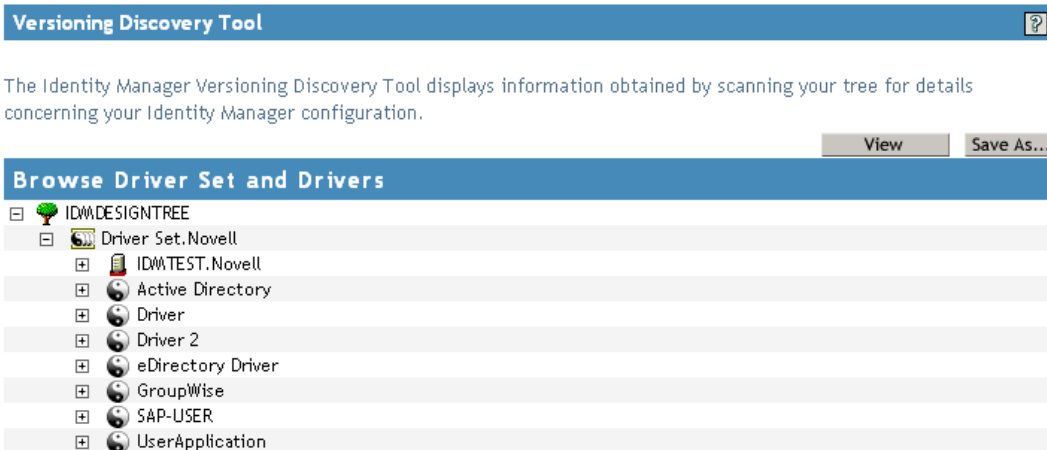 Versioning Discovery Tool
?
The Identity Manager Versioning Discovery Tool displays information obtained by scanning your tree for details
concerning your Identity Manager configuration.
View Save As...
Browse Driver Set and Drivers
IDMDESIGNTREE
Driver Set.Novell
IDMTEST.Novell
Active Directory
Driver
Driver 2
eDirectory Driver
GroupWise
SAP-USER
UserApplication